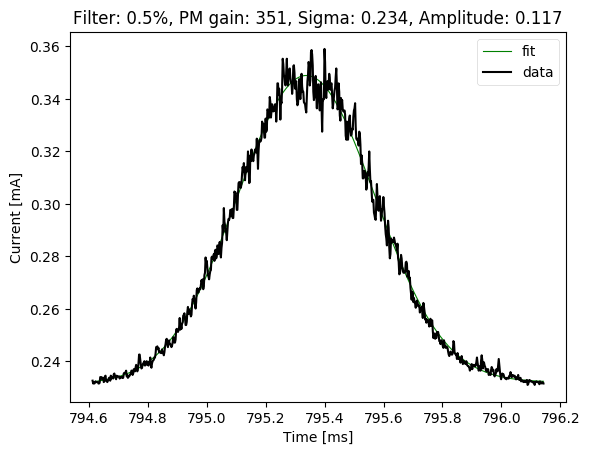 Filter: 0.5%, PM gain: 351, Sigma: 0.234, Amplitude: 0.117
fit
data
0.36
0.34
0.32
0.30
0.28
0.26
0.24
Current [mA]
794.6 794.8 795.0 795.2 795.4 795.6 795.8 796.0 796.2
Time [ms]